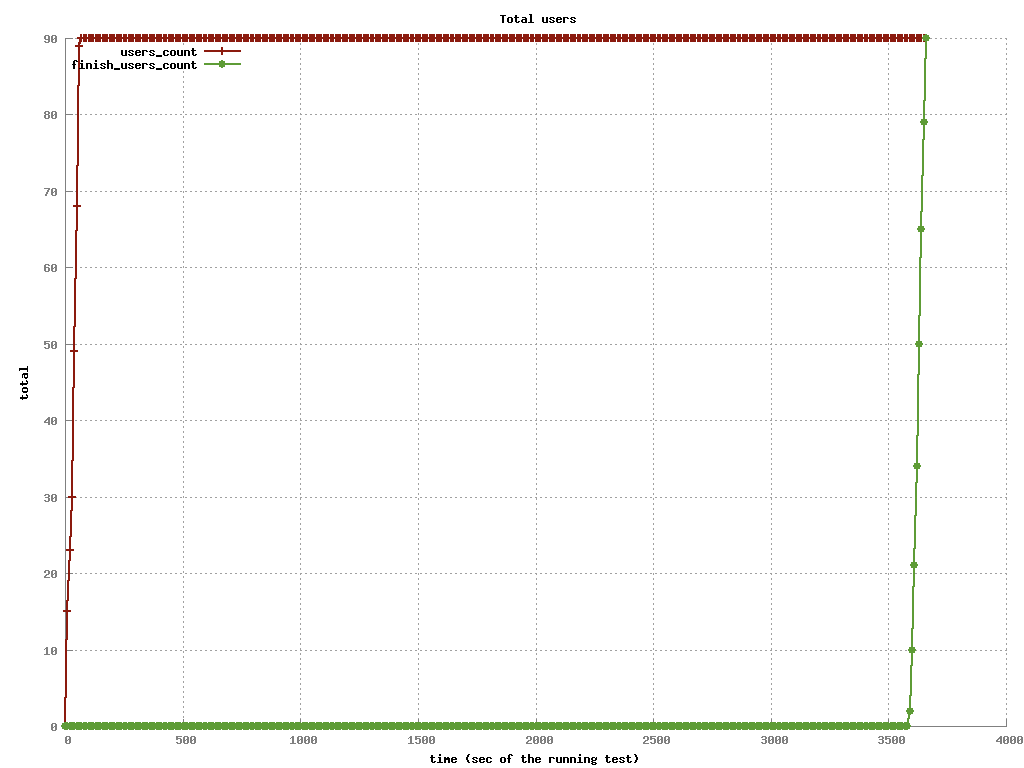 Total users
users_count
finish_users_count
90
80
70
60
50
40
30
20
10
0
total
0 500 1000 1500 2000 2500 3000 3500 4000
time (sec of the running test)